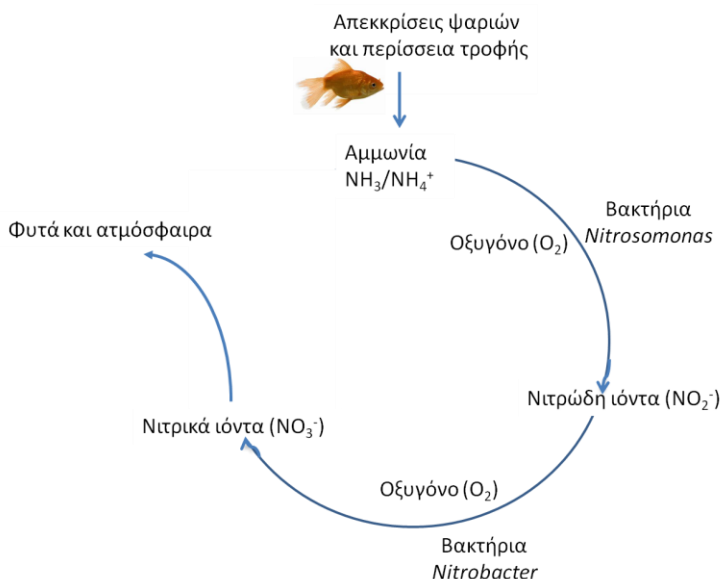 Απεκκρίσεις ψαριών
και περίσσεια τροφής
Αμμωνία
NH₃/NH₄⁺
Βακτήρια
Nitrosomonas
Οξυγόνο (O₂)
Φυτά και ατμόσφαιρα
Νιτρώδη ιόντα (NO₂⁻)
Νιτρικά ιόντα (NO₃⁻)
Οξυγόνο (O₂)
Βακτήρια
Nitrobacter